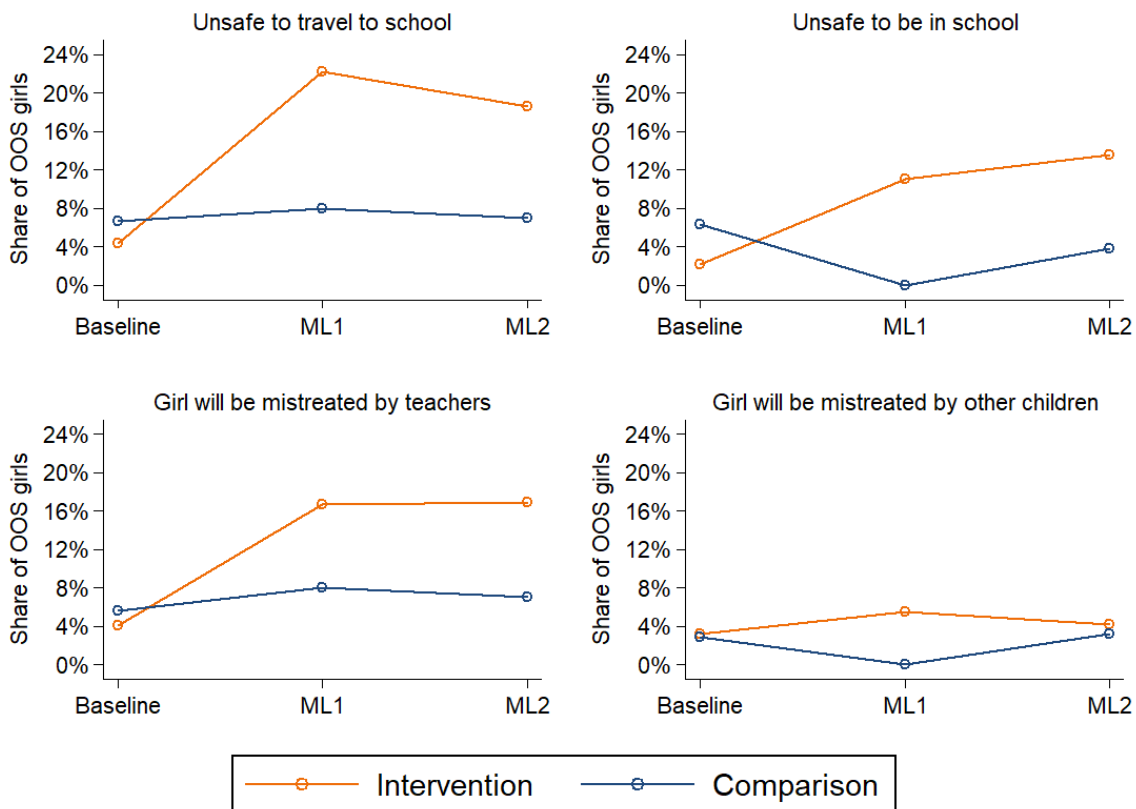 Unsafe to travel to school
Share of OOS girls
24%
20%
16%
12%
8%
4%
0%
Baseline ML1 ML2
Unsafe to be in school
Share of OOS girls
24%
20%
16%
12%
8%
4%
0%
Baseline ML1 ML2
Girl will be mistreated by teachers
Share of OOS girls
24%
20%
16%
12%
8%
4%
0%
Baseline ML1 ML2
Girl will be mistreated by other children
Share of OOS girls
24%
20%
16%
12%
8%
4%
0%
Baseline ML1 ML2
Intervention Comparison